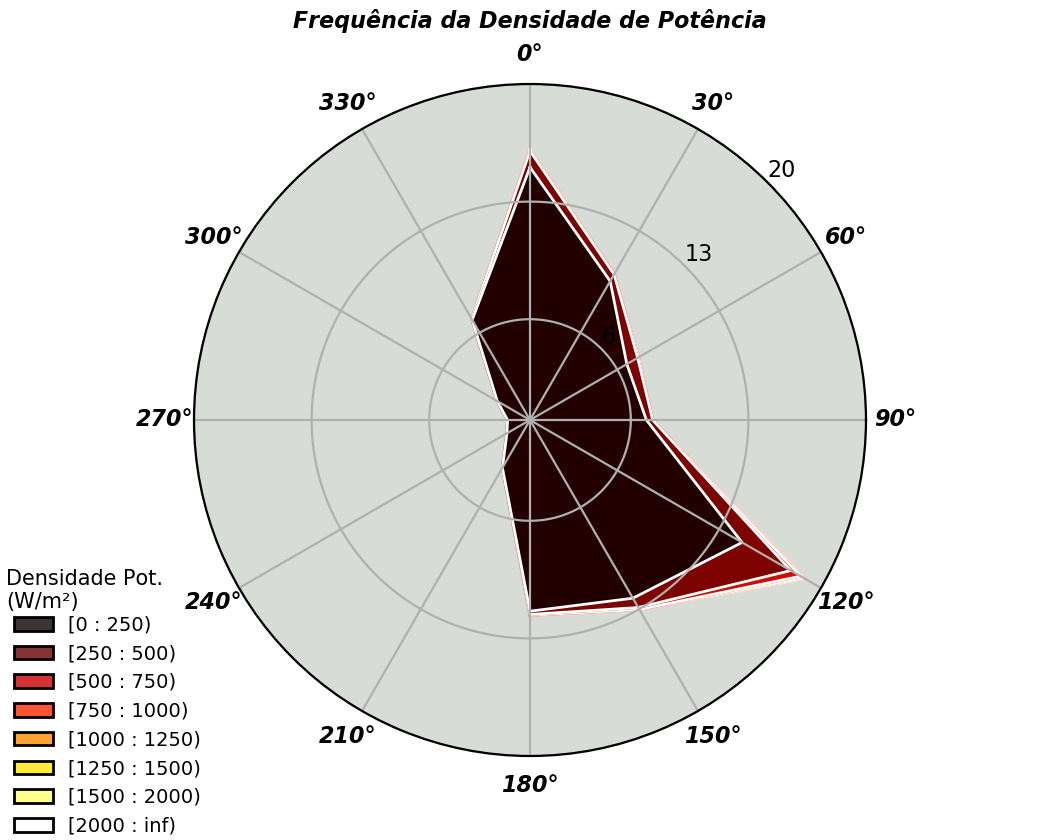 Frequência da Densidade de Potência
0°
330°
30°
20
300°
60°
13
6
270°
90°
240°
120°
210°
150°
180°
Densidade Pot.
(W/m²)
[0 : 250)
[250 : 500)
[500 : 750)
[750 : 1000)
[1000 : 1250)
[1250 : 1500)
[1500 : 2000)
[2000 : inf)